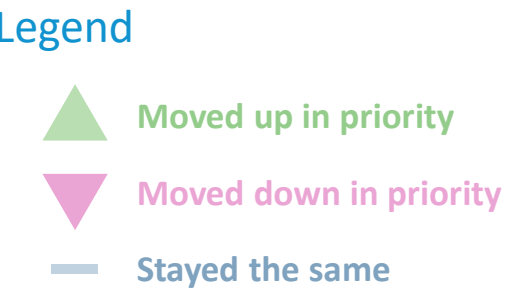 Legend
Moved up in priority
Moved down in priority
Stayed the same